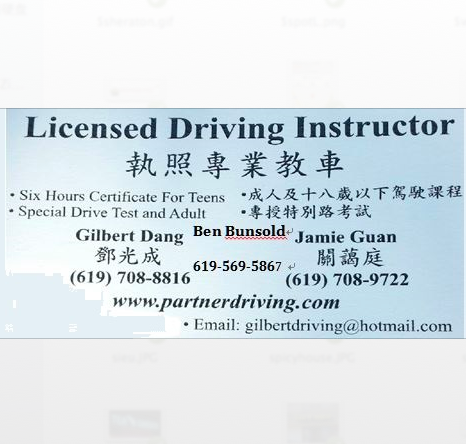 Licensed Driving Instructor
執照專業教車
• Six Hours Certificate For Teens •成人及十八歲以下駕駛課程
• Special Drive Test and Adult •專授特別路考試
Gilbert Dang Ben Bunsold Jamie Guan
鄧光成 關藹庭
(619) 708-8816 619-569-5867 (619) 708-9722
www.partnerdriving.com
• Email: gilbertdriving@hotmail.com